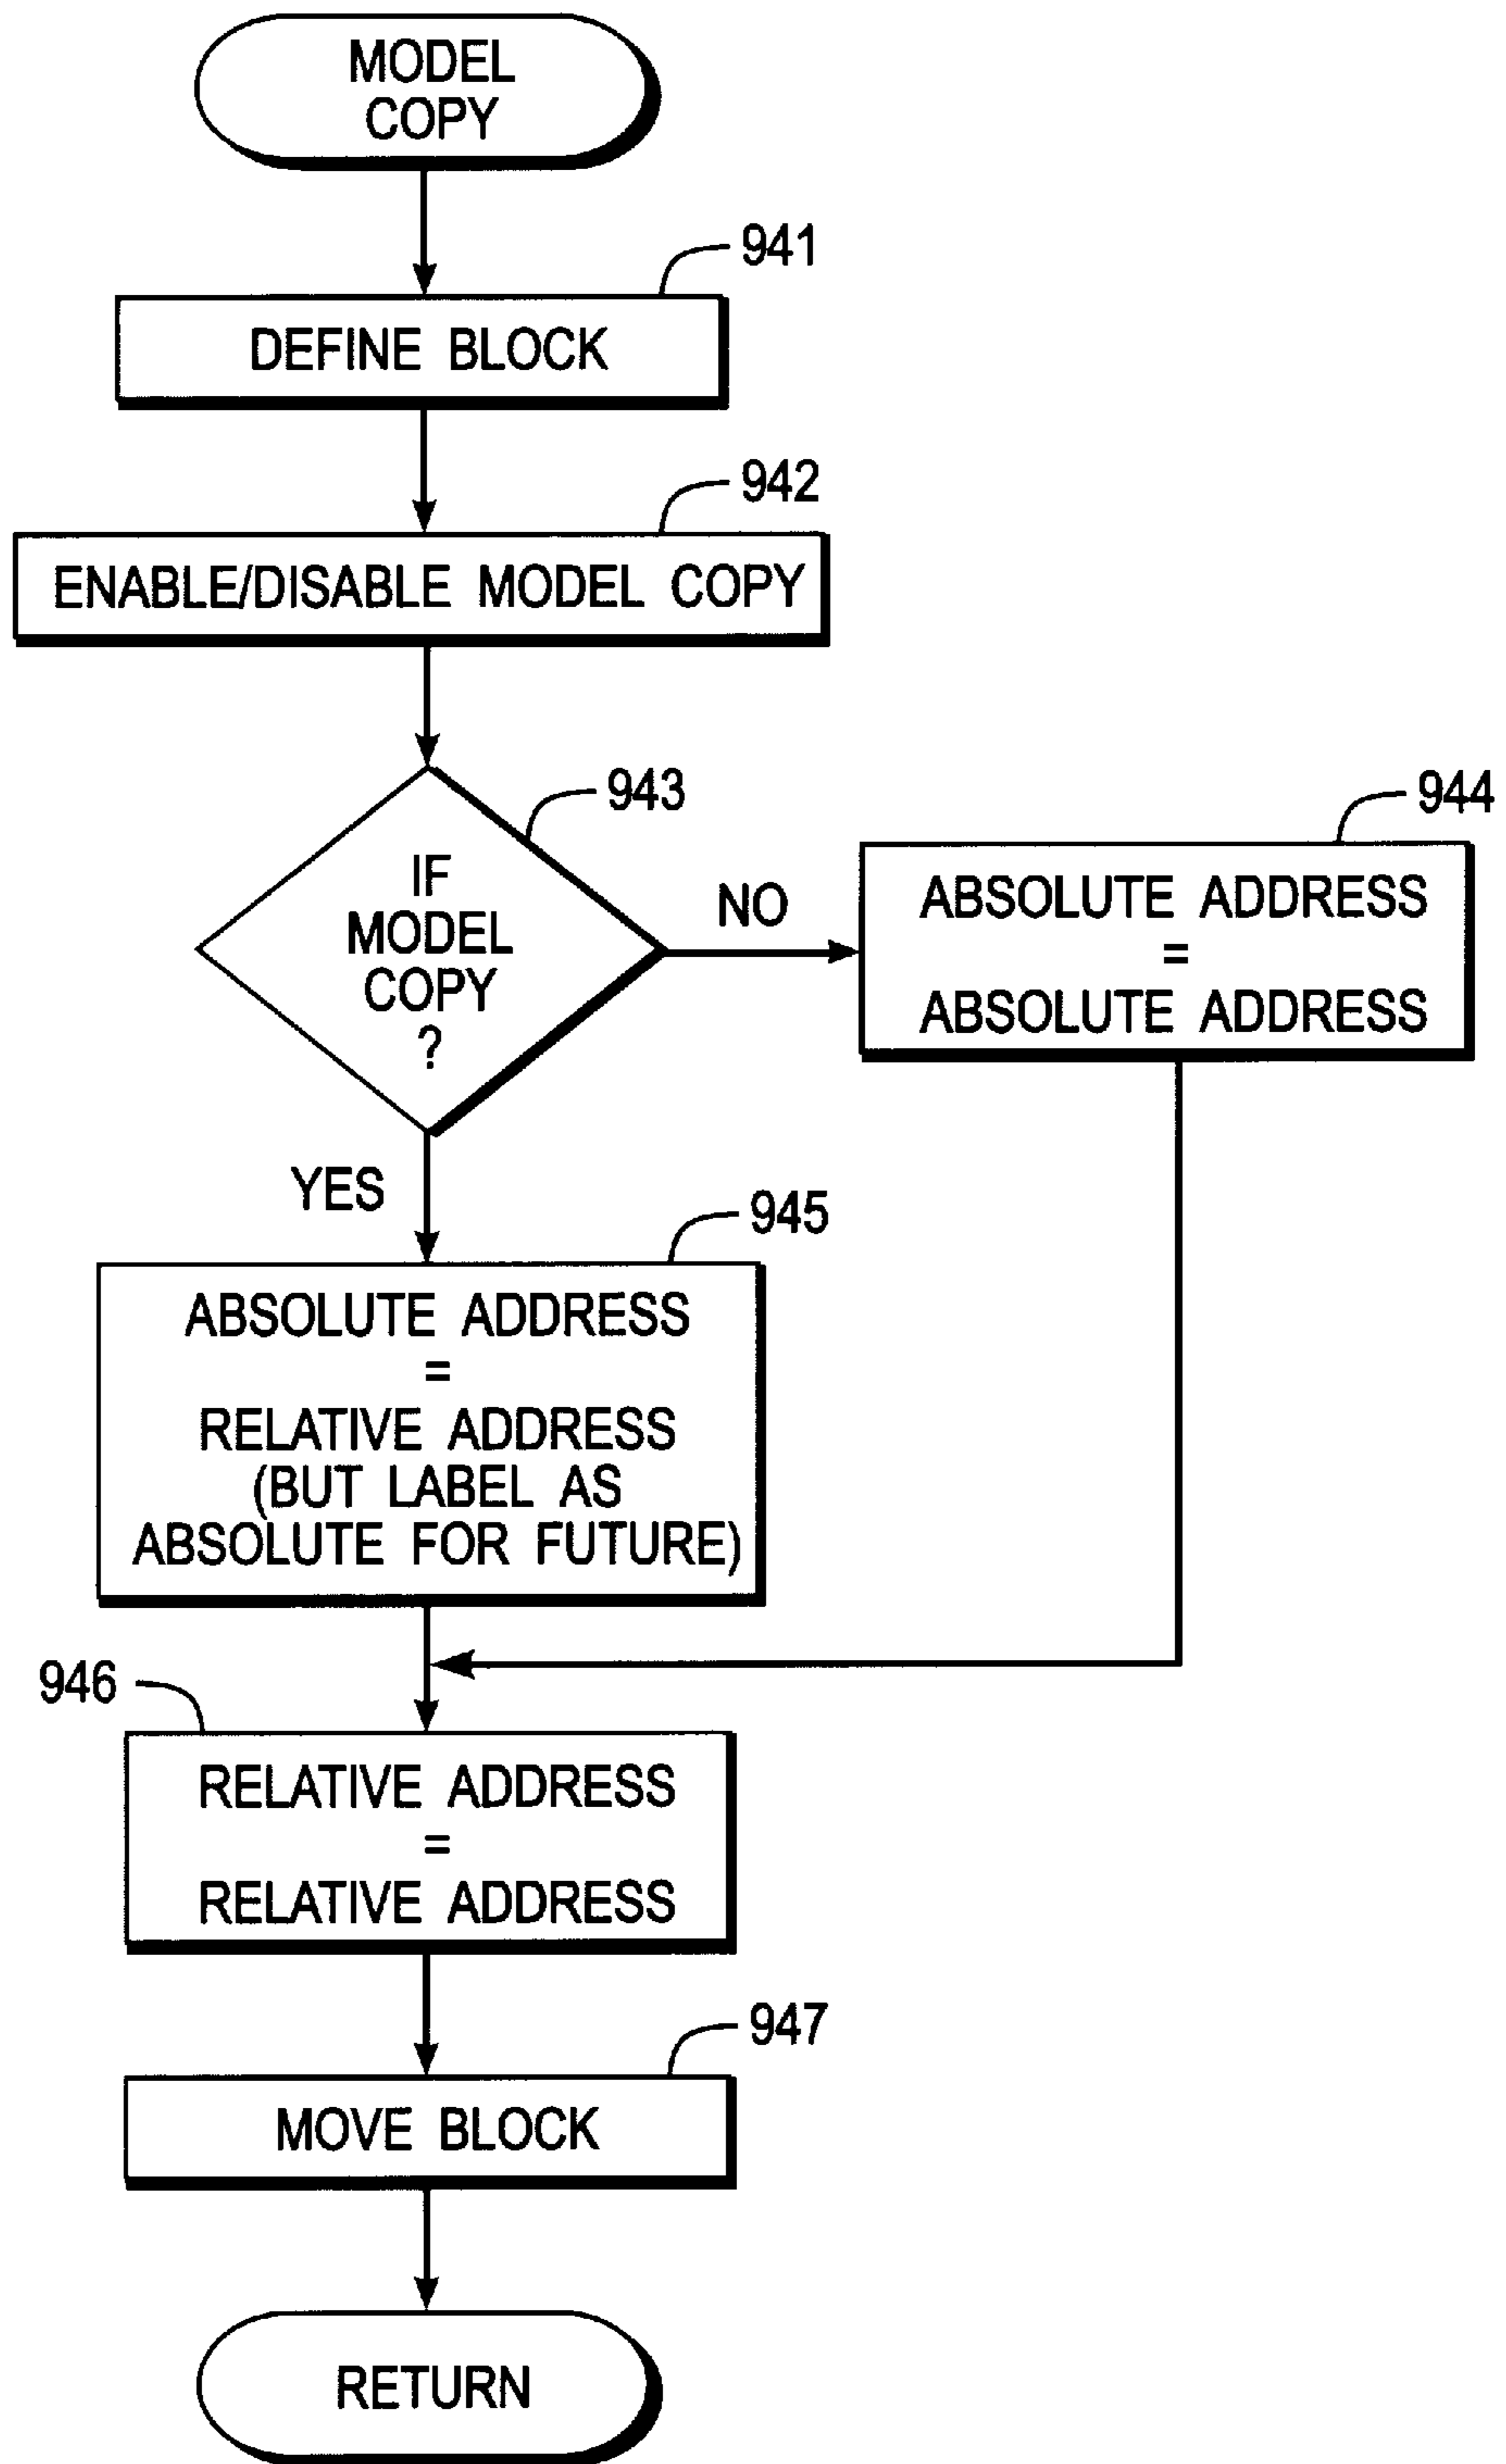 MODEL
COPY
941
DEFINE BLOCK
942
ENABLE/DISABLE MODEL COPY
943
IF
MODEL
COPY
?
NO
944
ABSOLUTE ADDRESS
=
ABSOLUTE ADDRESS
YES
945
ABSOLUTE ADDRESS
=
RELATIVE ADDRESS
(BUT LABEL AS
ABSOLUTE FOR FUTURE)
946
RELATIVE ADDRESS
=
RELATIVE ADDRESS
947
MOVE BLOCK
RETURN